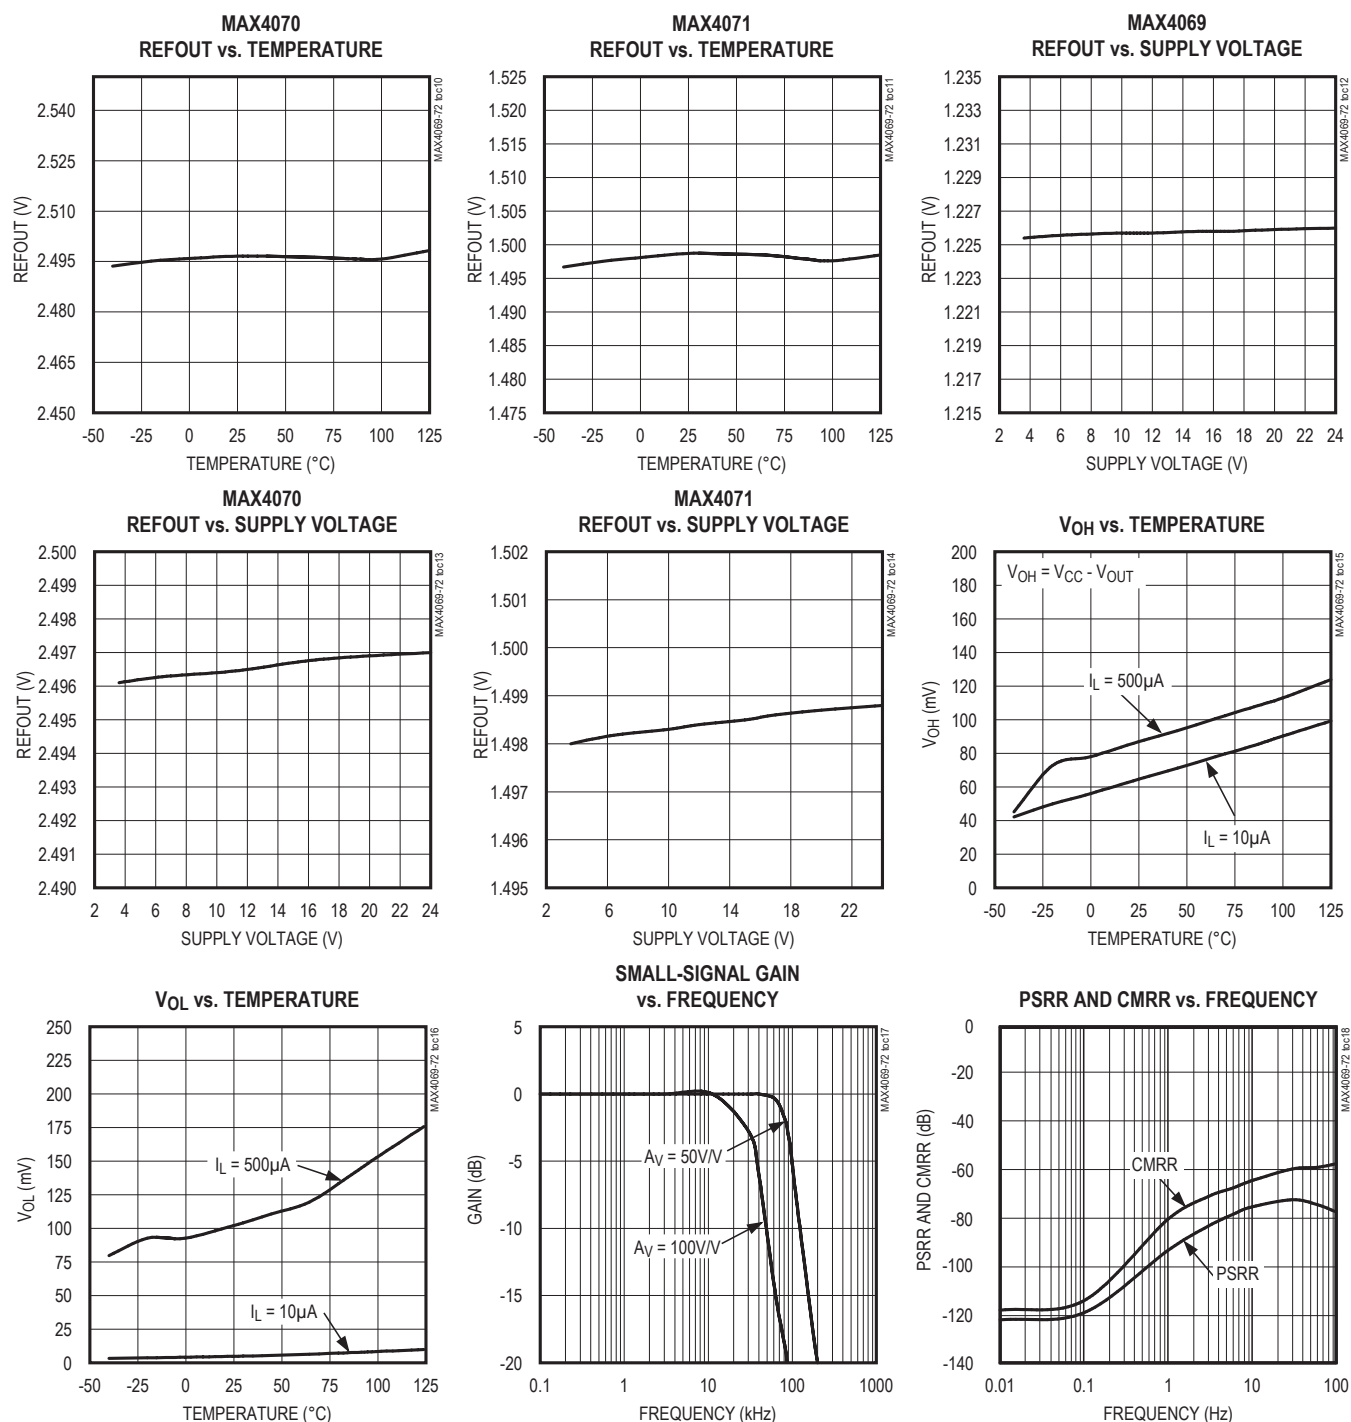 MAX4070
REFOUT vs. TEMPERATURE
MAX4069-72 toc10
2.540
2.525
2.510
2.495
2.480
2.465
2.450
REFOUT (V)
-50 -25 0 25 50 75 100 125
TEMPERATURE (°C)
MAX4071
REFOUT vs. TEMPERATURE
MAX4069-72 toc11
1.525
1.520
1.515
1.510
1.505
1.500
1.495
1.490
1.485
1.480
1.475
REFOUT (V)
-50 -25 0 25 50 75 100 125
TEMPERATURE (°C)
MAX4069
REFOUT vs. SUPPLY VOLTAGE
MAX4069-72 toc12
1.235
1.233
1.231
1.229
1.227
1.225
1.223
1.221
1.219
1.217
1.215
REFOUT (V)
2 4 6 8 10 12 14 16 18 20 22 24
SUPPLY VOLTAGE (V)
MAX4070
REFOUT vs. SUPPLY VOLTAGE
MAX4069-72 toc13
2.500
2.499
2.498
2.497
2.496
2.495
2.494
2.493
2.492
2.491
2.490
REFOUT (V)
2 4 6 8 10 12 14 16 18 20 22 24
SUPPLY VOLTAGE (V)
MAX4071
REFOUT vs. SUPPLY VOLTAGE
MAX4069-72 toc14
1.502
1.501
1.500
1.499
1.498
1.497
1.496
1.495
REFOUT (V)
2 6 10 14 18 22
SUPPLY VOLTAGE (V)
VOH vs. TEMPERATURE
MAX4069-72 toc15
VOH = VCC - VOUT
200
180
160
140
120
100
80
60
40
20
0
VOH (mV)
IL = 500µA
IL = 10µA
-50 -25 0 25 50 75 100 125
TEMPERATURE (°C)
VOL vs. TEMPERATURE
MAX4069-72 toc16
250
225
200
175
150
125
100
75
50
25
0
VOL (mV)
IL = 500µA
IL = 10µA
-50 -25 0 25 50 75 100 125
TEMPERATURE (°C)
SMALL-SIGNAL GAIN
vs. FREQUENCY
MAX4069-72 toc17
5
0
-5
-10
-15
-20
GAIN (dB)
AV = 50V/V
AV = 100V/V
0.1 1 10 100 1000
FREQUENCY (kHz)
PSRR AND CMRR vs. FREQUENCY
MAX4069-72 toc18
0
-20
-40
-60
-80
-100
-120
-140
PSRR AND CMRR (dB)
CMRR
PSRR
0.01 0.1 1 10 100
FREQUENCY (Hz)